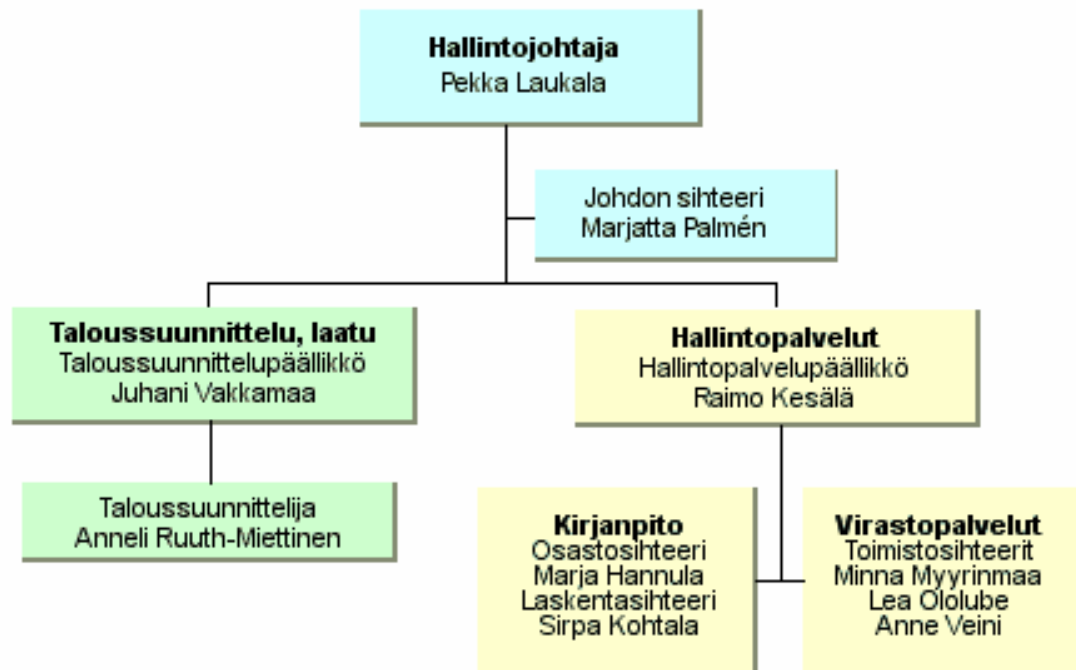 Hallintojohtaja
Pekka Laukala
Johdon sihteeri
Marjatta Palmén
Taloussuunnittelu, laatu
Taloussuunnittelupäällikkö
Juhani Vakkamaa
Hallintopalvelut
Hallintopalvelupäällikkö
Raimo Kesälä
Taloussuunnittelija
Anneli Ruuth-Miettinen
Kirjanpito
Osastosihteeri
Marja Hannula
Laskentasihteeri
Sirpa Kohtala
Virastopalvelut
Toimistosihteerit
Minna Myyrinmaa
Lea Ololube
Anne Veini